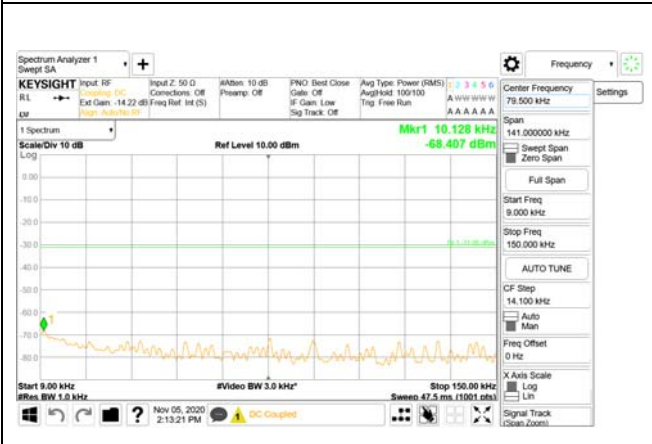 Spectrum Analyzer 1
Swept SA
+
Frequency
KEYSIGHT
RL
Input: RF
Coupling: DC
Ext Gain: -14.22 dB
Align: Auto/No RF
Input Z: 50 Ω
Corrections: Off
Freq Ref: Int (S)
#Atten: 10 dB
Preamp: Off
PNO: Best Close
Gate: Off
IF Gain: Low
Sig Track: Off
Avg Type: Power (RMS)
Avg|Hold: 100/100
Trig: Free Run
1 2 3 4 5 6
A W W W W W
A A A A A A
1 Spectrum
Scale/Div 10 dB
Log
Ref Level 10.00 dBm
Mkr1 10.128 kHz
-68.407 dBm
0.00
-10.0
-20.0
-30.0
-40.0
-50.0
-60.0
-70.0
-80.0
1
Start 9.00 kHz
#Res BW 1.0 kHz
#Video BW 3.0 kHz*
Stop 150.00 kHz
Sweep 47.5 ms (1001 pts)
?
Nov 05, 2020
2:13:21 PM
DC Coupled
Center Frequency
79.500 kHz
Settings
Span
141.000000 kHz
Swept Span
Zero Span
Full Span
Start Freq
9.000 kHz
Stop Freq
150.000 kHz
AUTO TUNE
CF Step
14.100 kHz
Auto
Man
Freq Offset
0 Hz
X Axis Scale
Log
Lin
Signal Track
(Span Zoom)